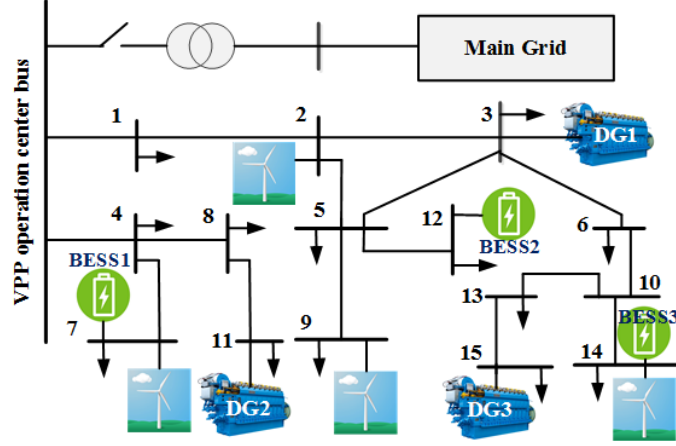 VPP operation center bus
Main Grid
1
2
3
DG1
4
8
5
12
BESS2
6
BESS1
13
10
BESS3
7
11
9
15
14
DG2
DG3